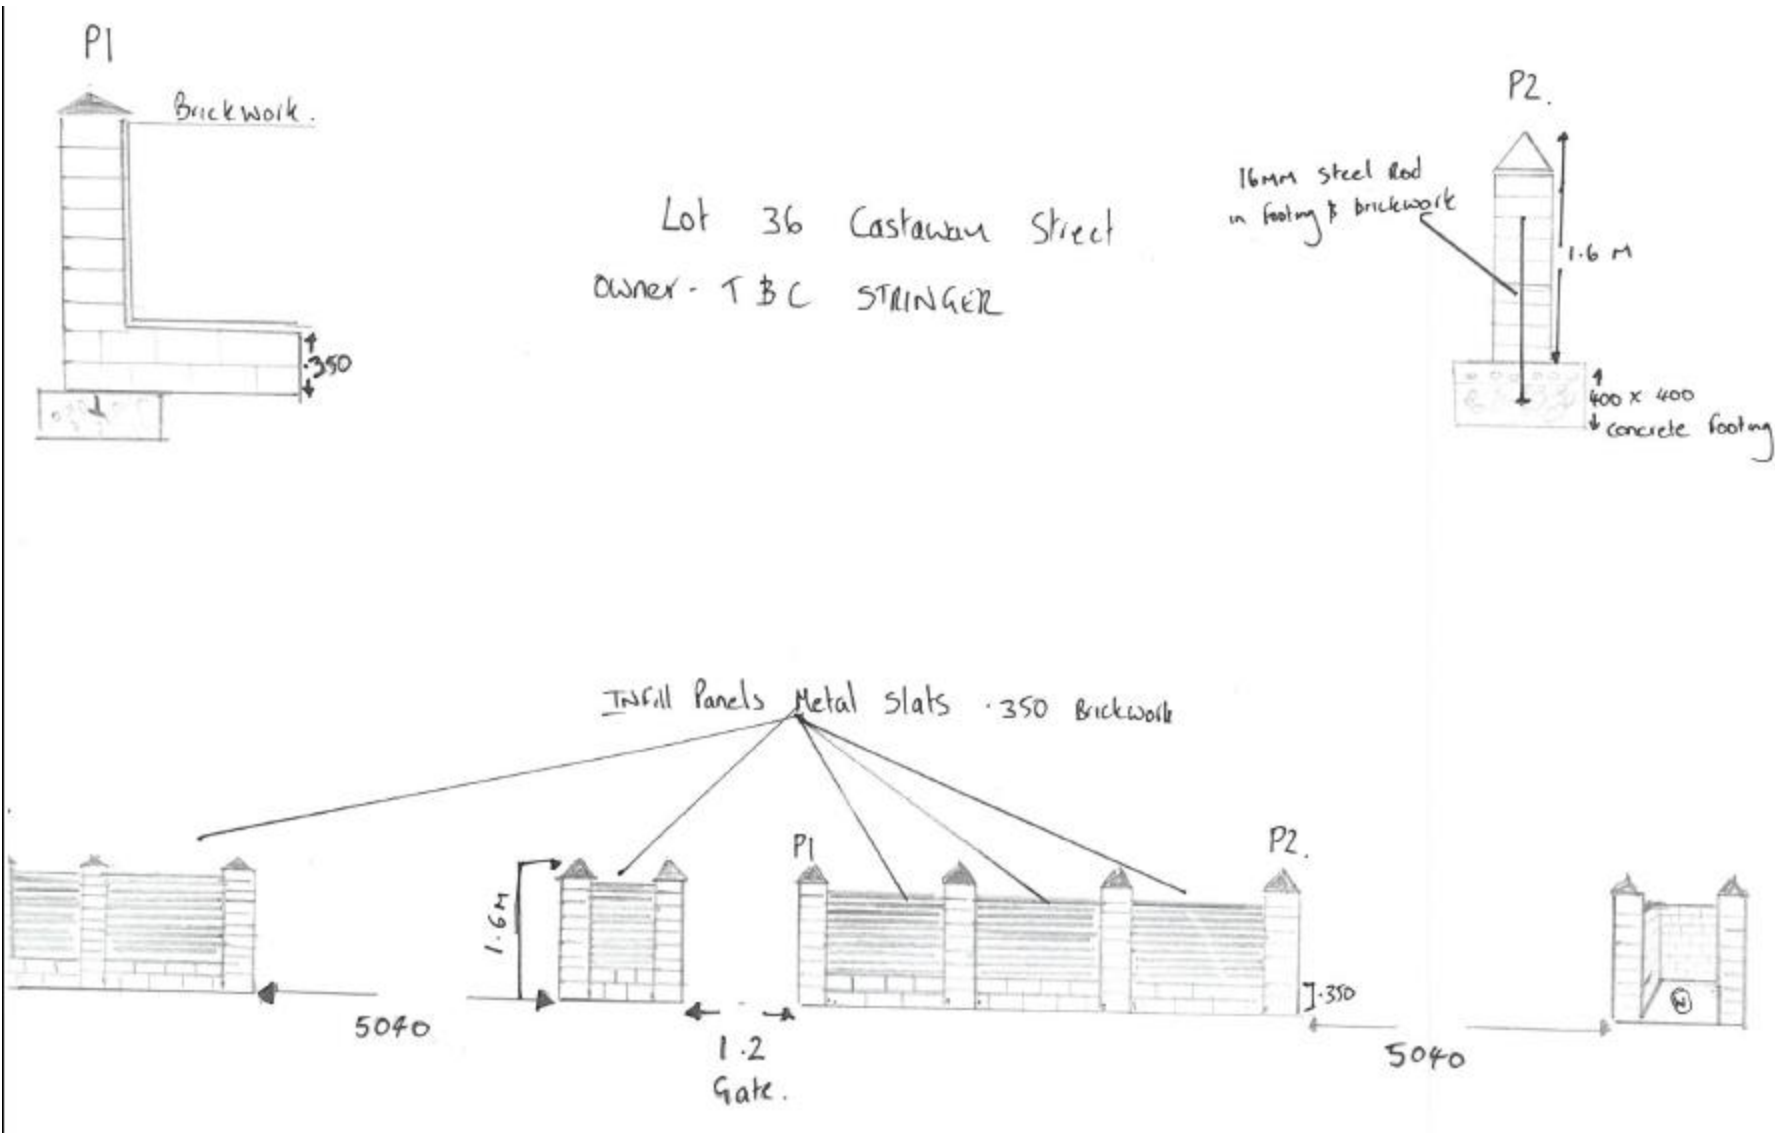 P1
Brickwork.
.350
Lot 36 Castaway Street
Owner - T & C STRINGER
P2.
16mm Steel Rod
in footing & brickwork
1.6 M
400 x 400
concrete footing
Infill Panels Metal Slats .350 Brickwork
1.6M
P1
P2.
.350
5040
1.2
Gate.
5040